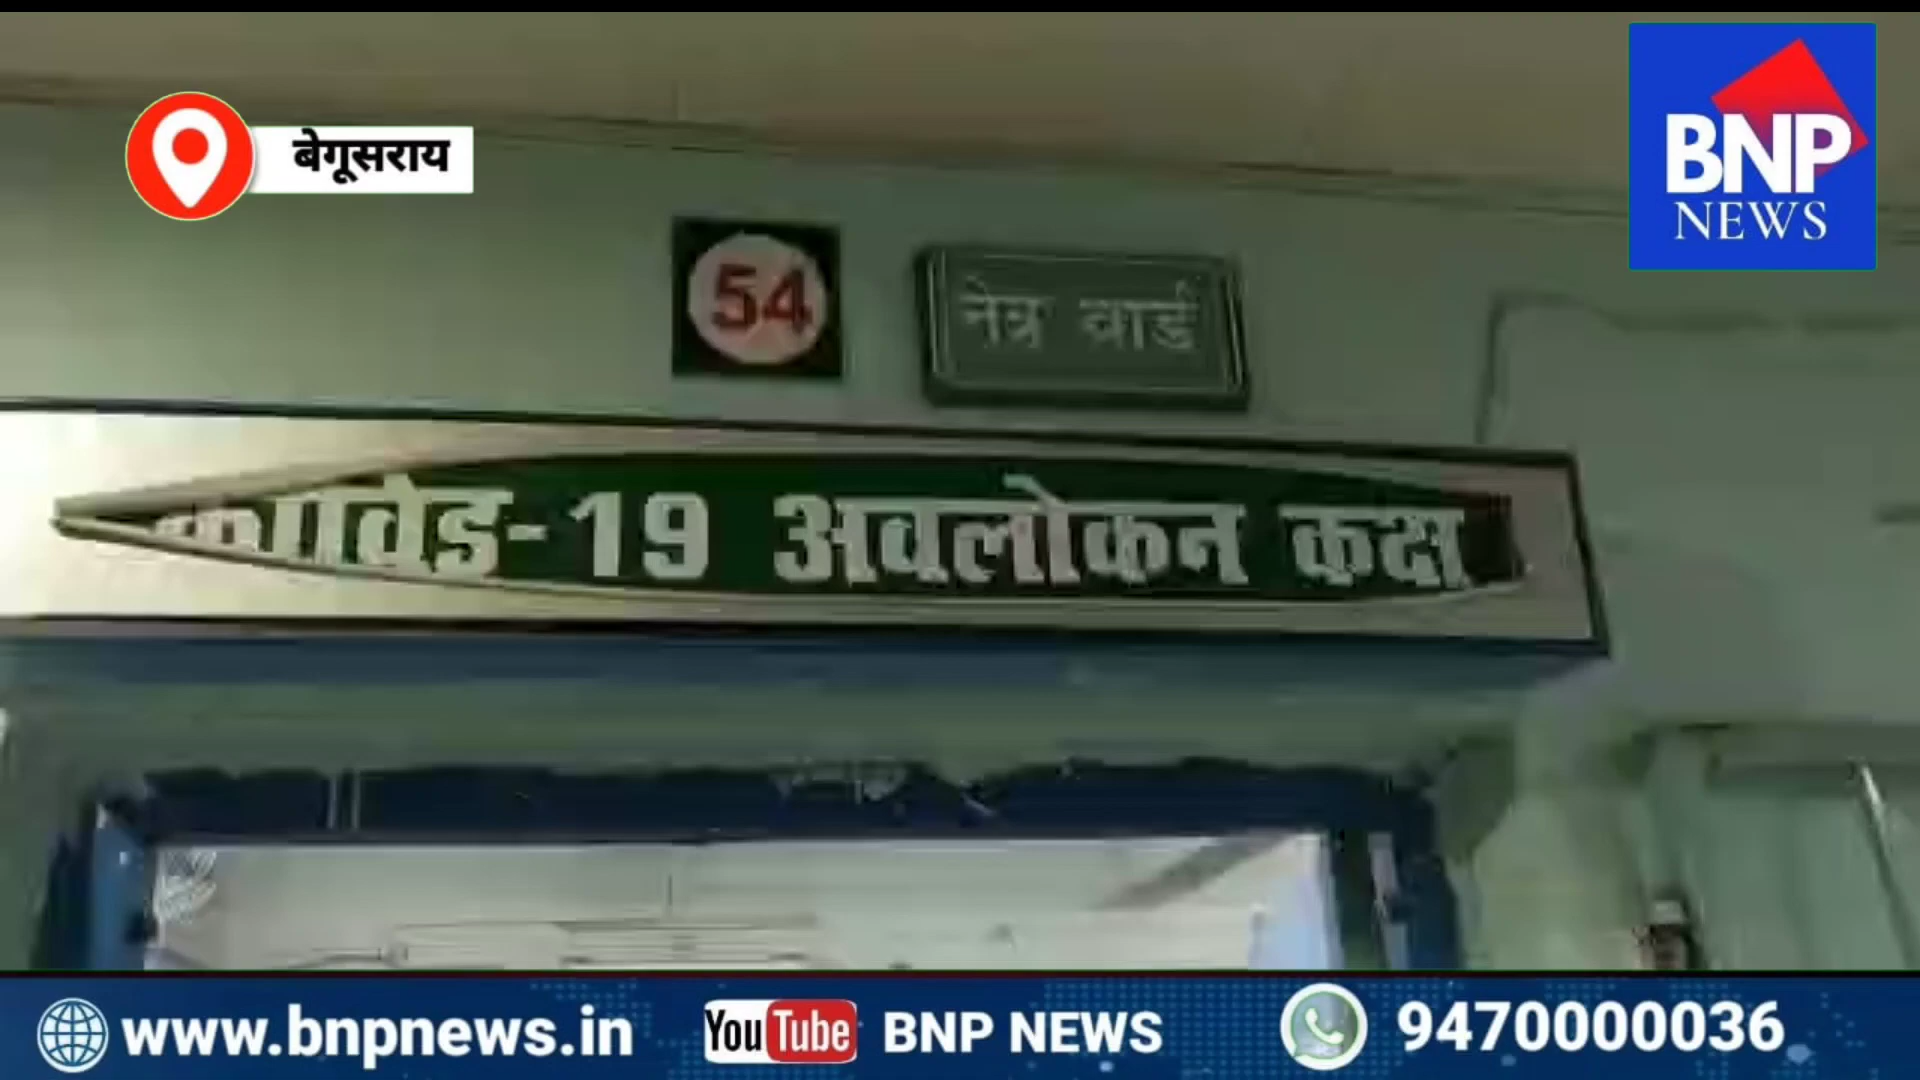 बेगूसराय
BNP
NEWS
54
नेत्र वार्ड
कोविड-19 अवलोकन कक्ष
www.bnpnews.in
YouTube BNP NEWS
9470000036